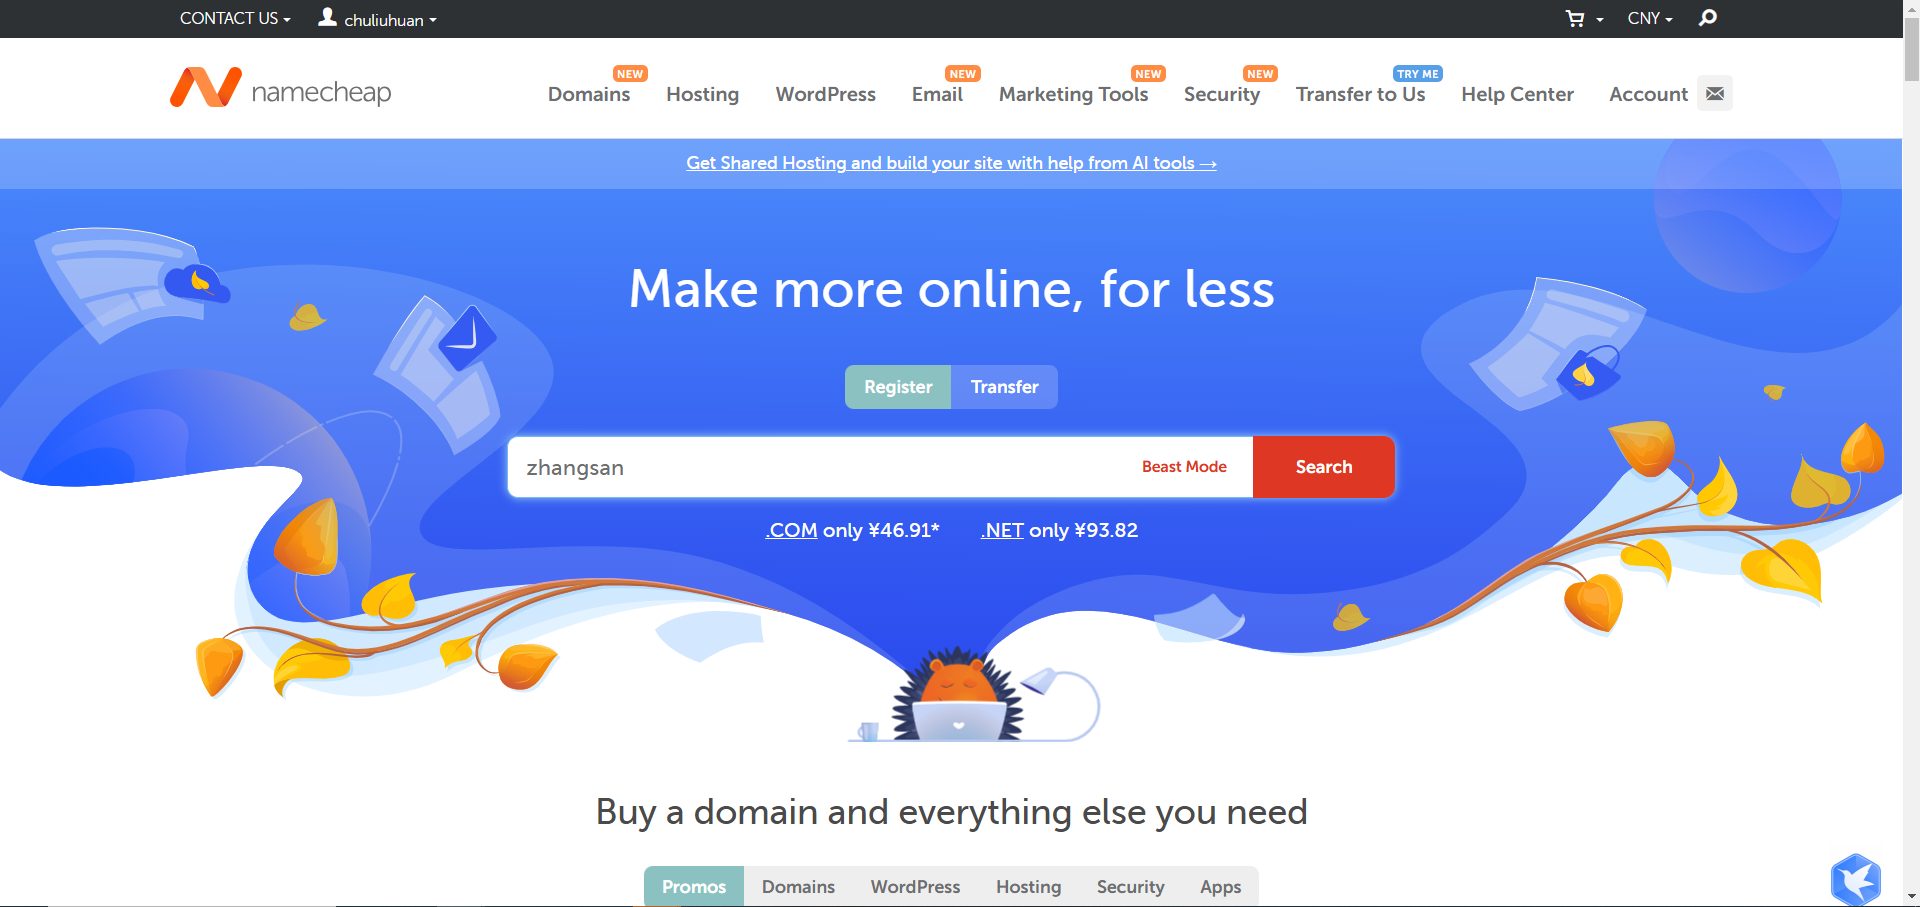 CONTACT US
chuliuhuan
CNY
namecheap
NEW
Domains
Hosting
WordPress
NEW
Email
NEW
Marketing Tools
NEW
Security
TRY ME
Transfer to Us
Help Center
Account
Get Shared Hosting and build your site with help from AI tools →
Make more online, for less
Register
Transfer
zhangsan
Beast Mode
Search
.COM only ¥46.91*
.NET only ¥93.82
Buy a domain and everything else you need
Promos
Domains
WordPress
Hosting
Security
Apps